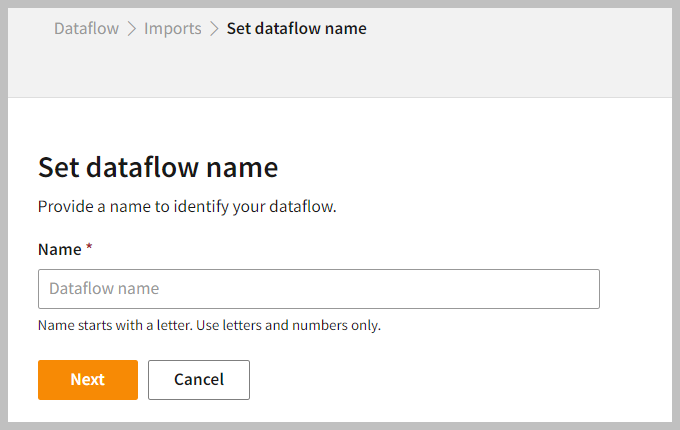 Dataflow > Imports > Set dataflow name
Set dataflow name
Provide a name to identify your dataflow.
Name *
Dataflow name
Name starts with a letter. Use letters and numbers only.
Next Cancel